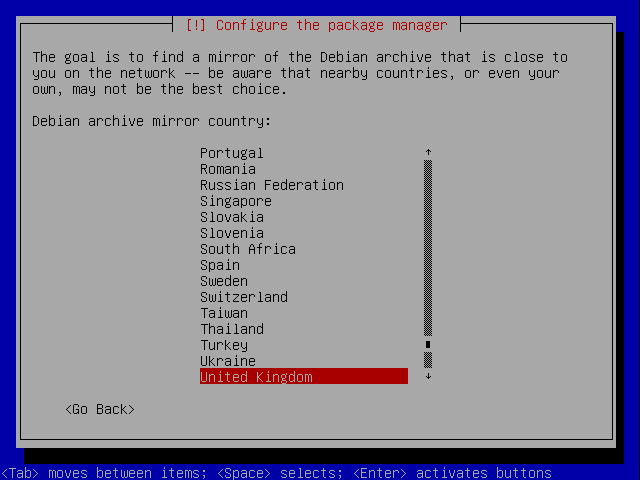 [!] Configure the package manager
The goal is to find a mirror of the Debian archive that is close to
you on the network -- be aware that nearby countries, or even your
own, may not be the best choice.
Debian archive mirror country:
Portugal
Romania
Russian Federation
Singapore
Slovakia
Slovenia
South Africa
Spain
Sweden
Switzerland
Taiwan
Thailand
Turkey
Ukraine
United Kingdom
<Go Back>
<Tab> moves between items; <Space> selects; <Enter> activates buttons